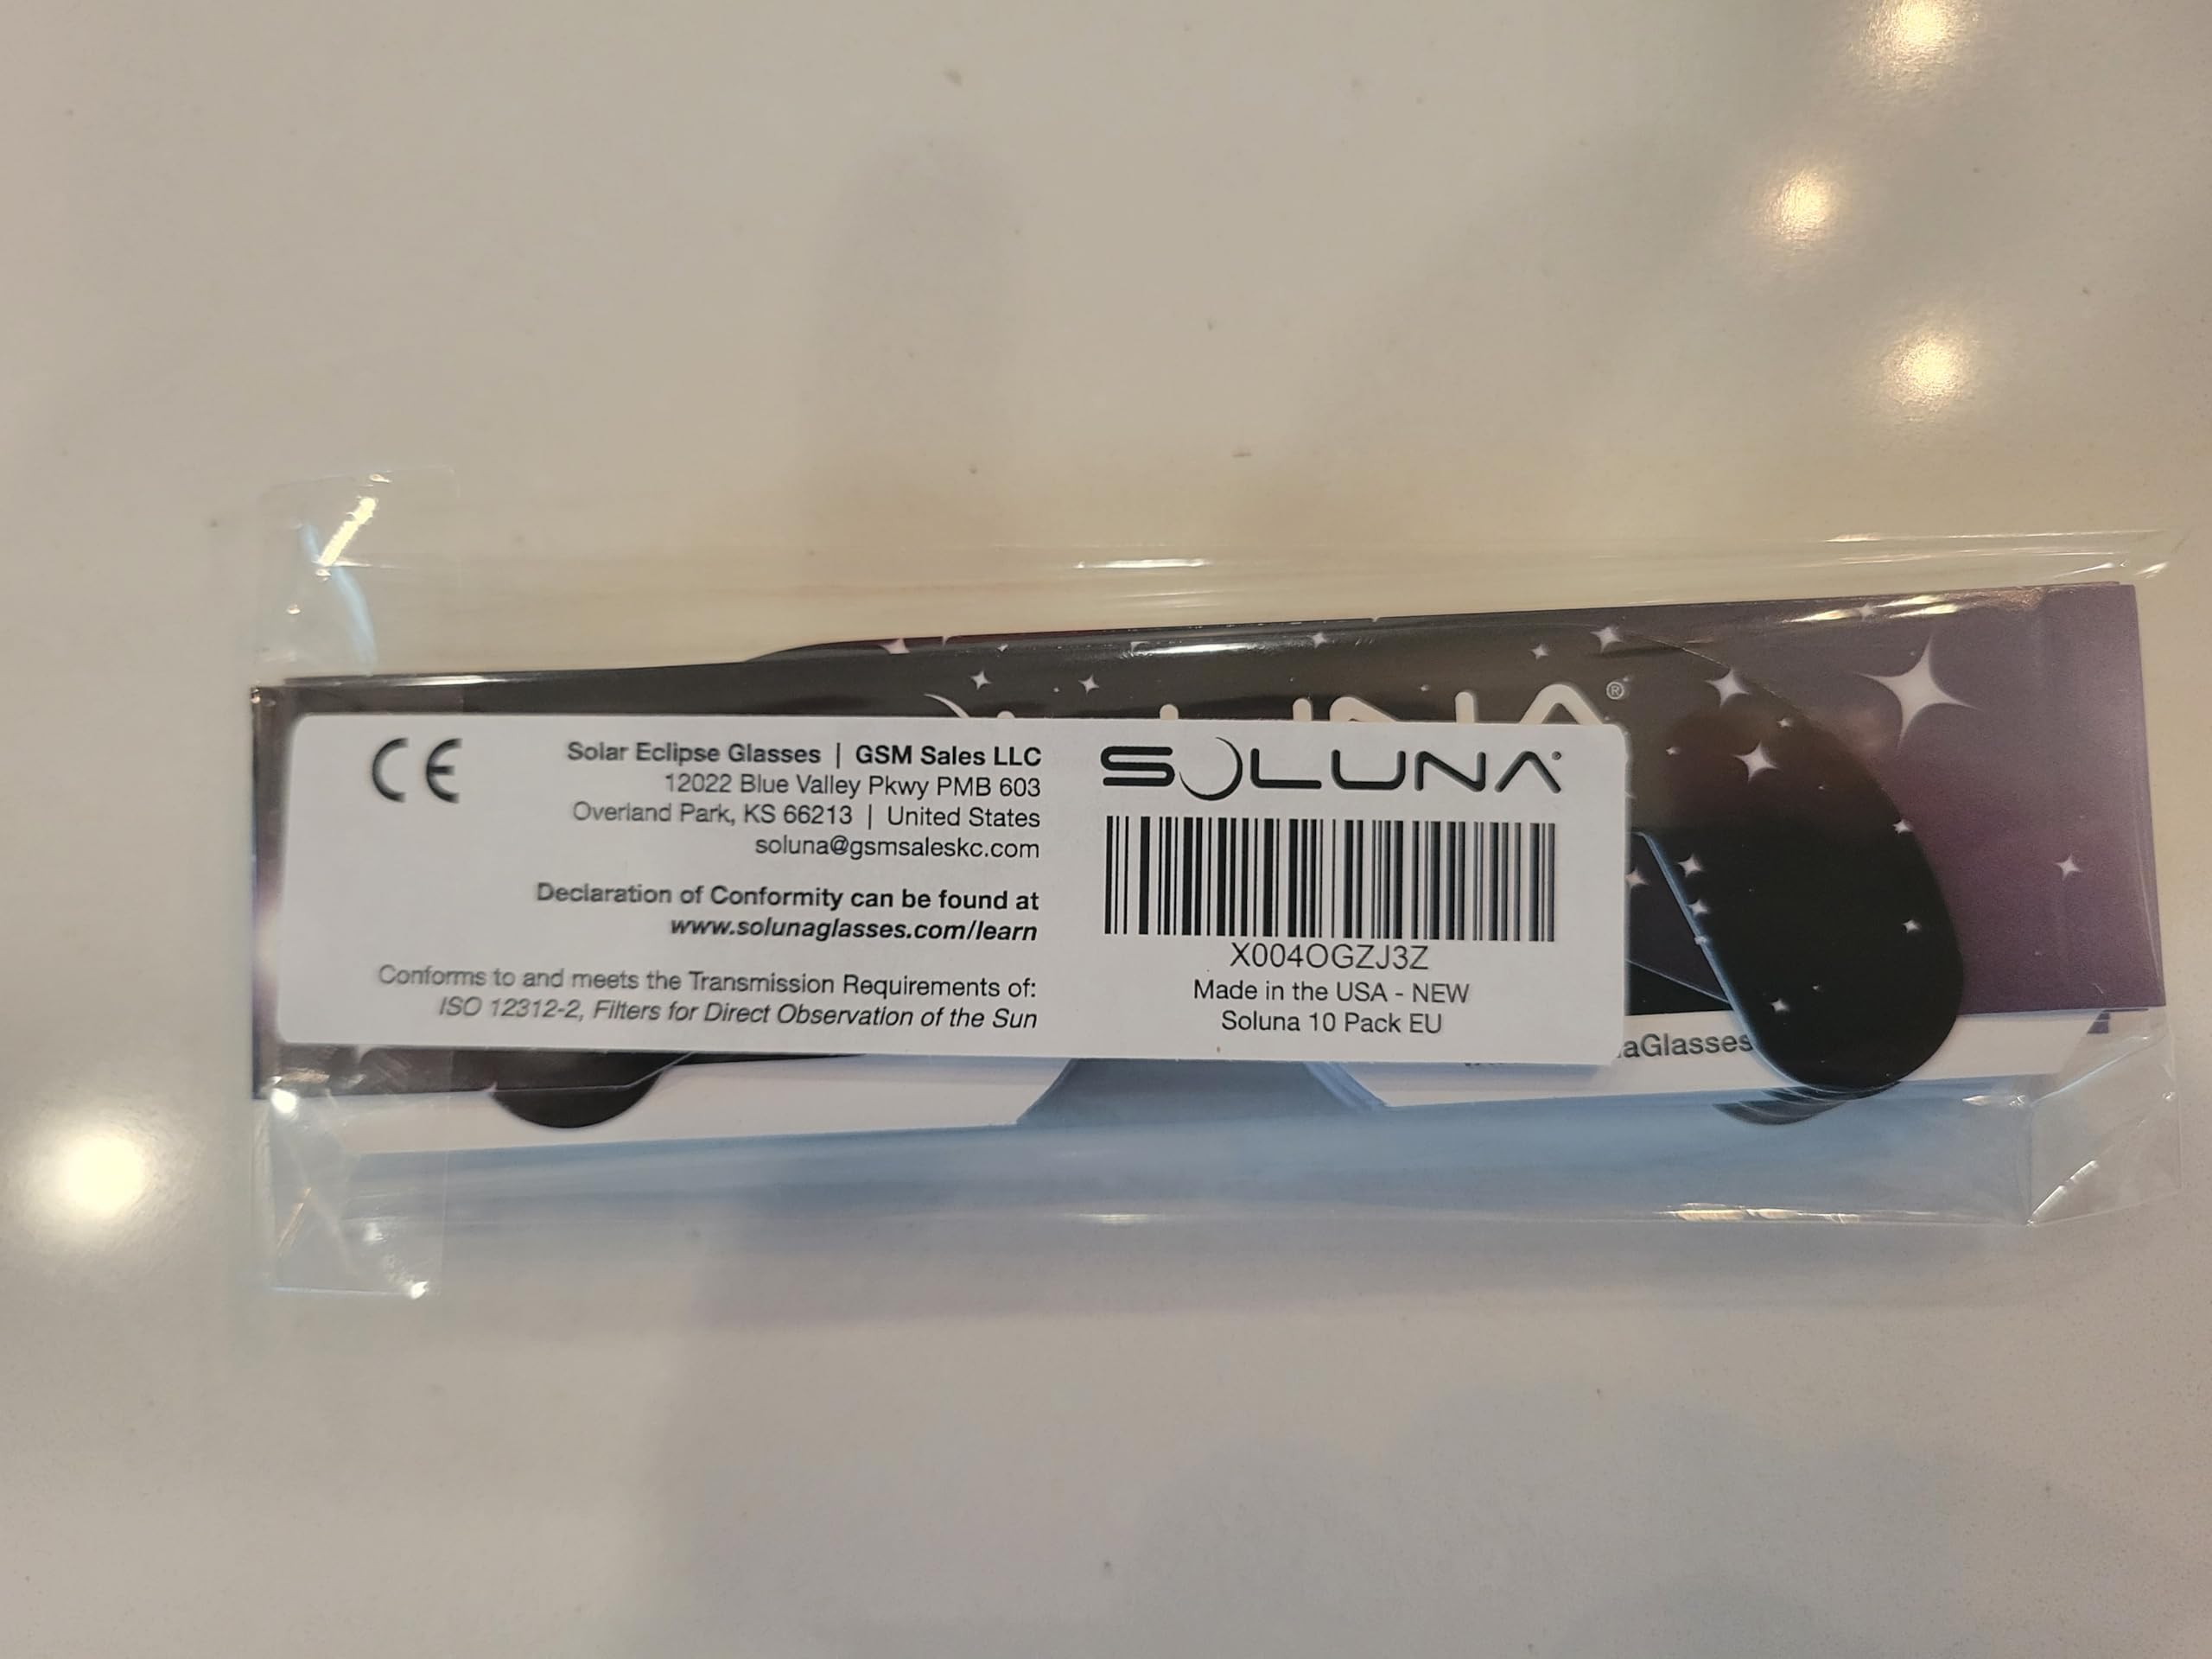 CE
Solar Eclipse Glasses | GSM Sales LLC
12022 Blue Valley Pkwy PMB 603
Overland Park, KS 66213 | United States
soluna@gsmsaleskc.com
Declaration of Conformity can be found at
www.solunaglasses.com/learn
Conforms to and meets the Transmission Requirements of:
ISO 12312-2, Filters for Direct Observation of the Sun
SOLUNA
X004OGZJ3Z
Made in the USA - NEW
Soluna 10 Pack EU
aGlasses